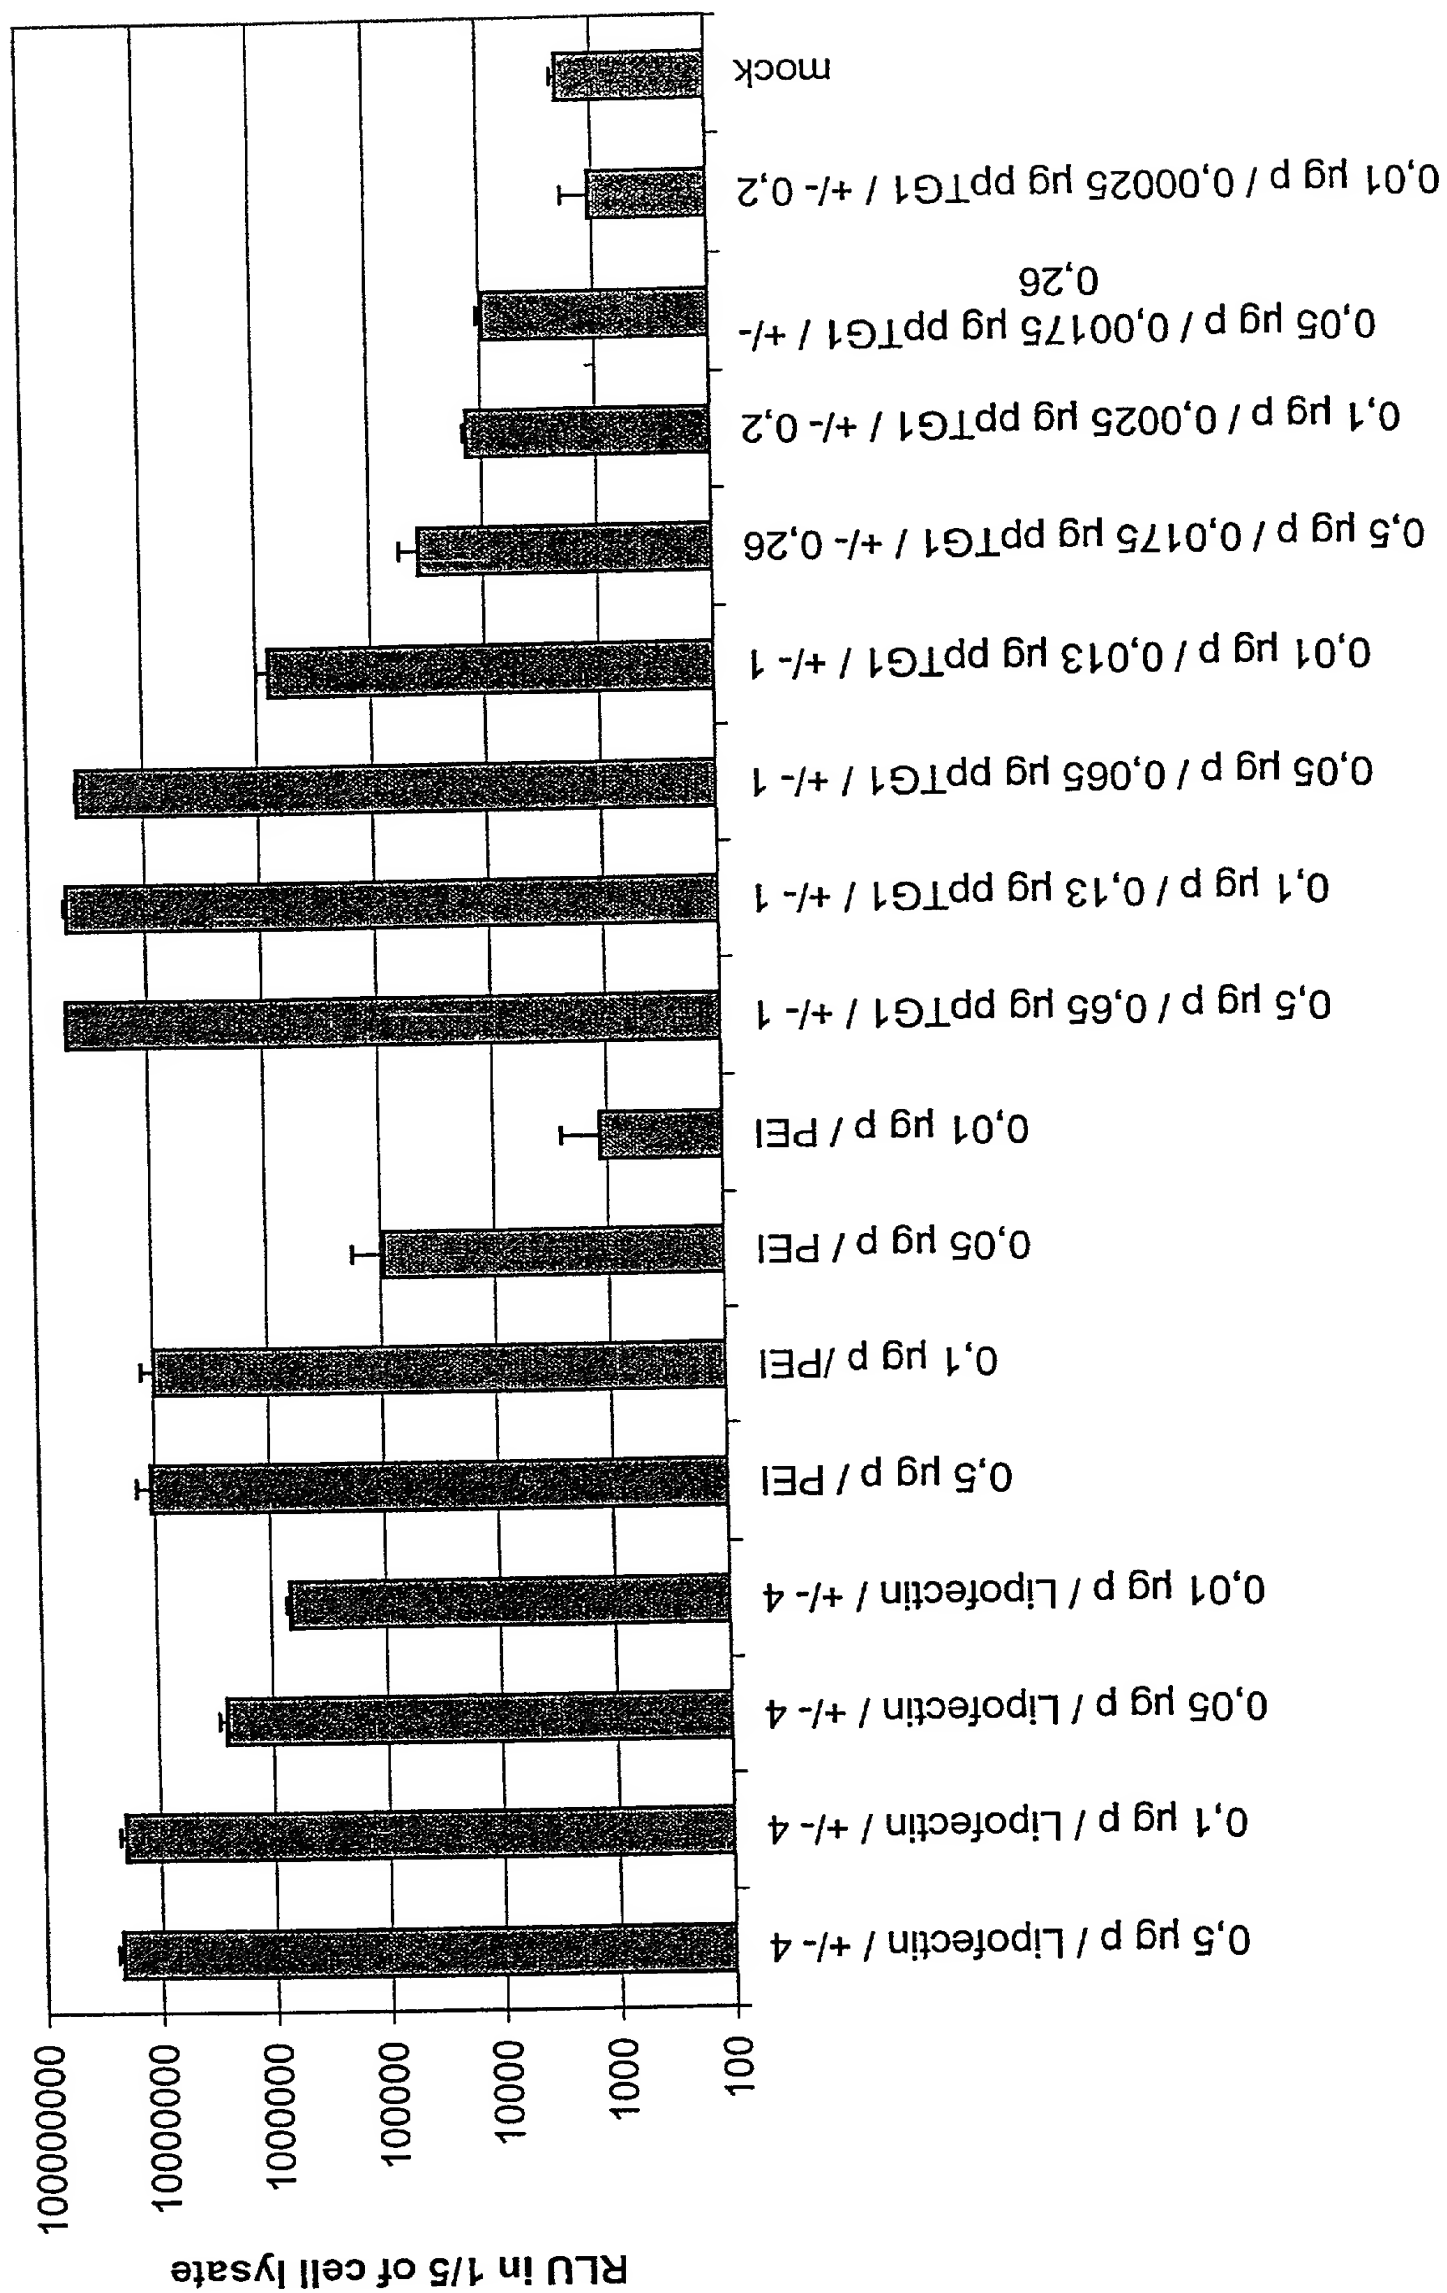 RLU in 1/5 of cell lysate
100000000
10000000
1000000
100000
10000
1000
100
0,5 µg p / Lipofectin / +/- 4
0,1 µg p / Lipofectin / +/- 4
0,05 µg p / Lipofectin / +/- 4
0,01 µg p / Lipofectin / +/- 4
0,5 µg p / PEI
0,1 µg p /PEI
0,05 µg p / PEI
0,01 µg p / PEI
0,5 µg p / 0,65 µg ppTG1 / +/- 1
0,1 µg p / 0,13 µg ppTG1 / +/- 1
0,05 µg p / 0,065 µg ppTG1 / +/- 1
0,01 µg p / 0,013 µg ppTG1 / +/- 1
0,5 µg p / 0,0175 µg ppTG1 / +/- 0,26
0,1 µg p / 0,0025 µg ppTG1 / +/- 0,2
0,05 µg p / 0,00175 µg ppTG1 / +/-
0,26
0,01 µg p / 0,00025 µg ppTG1 / +/- 0,2
mock